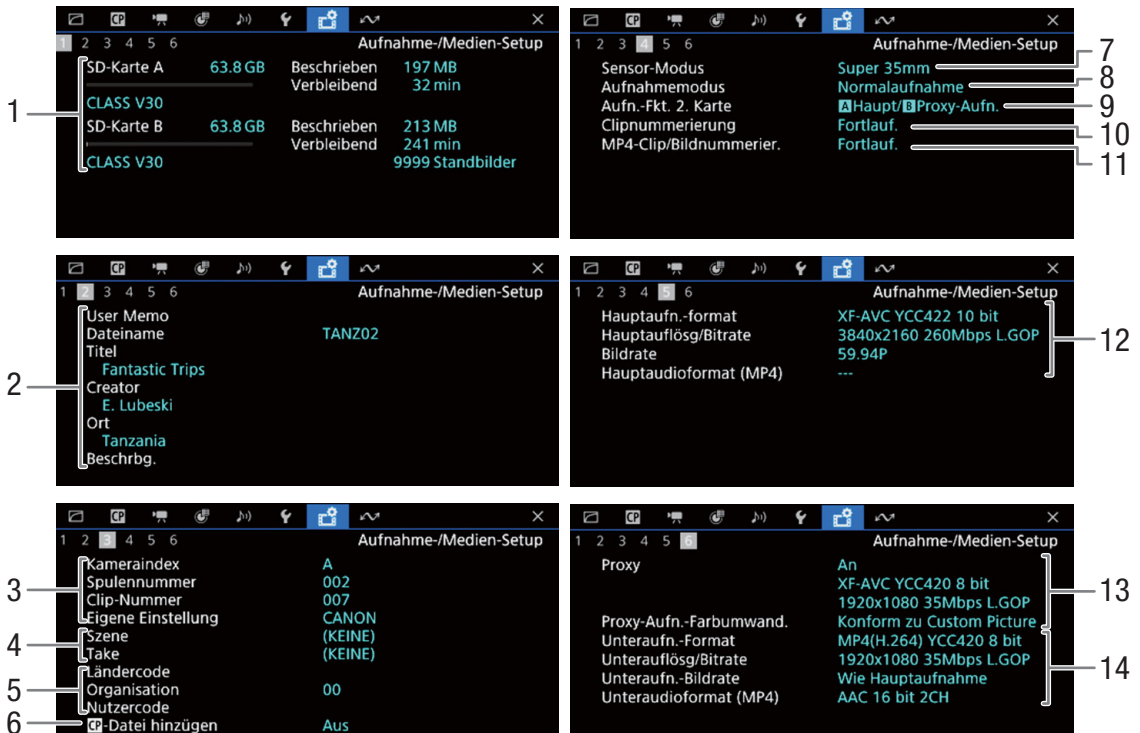 CP
1 2 3 4 5 6 Aufnahme-/Medien-Setup
SD-Karte A 63.8 GB Beschrieben 197 MB
Verbleibend 32 min
CLASS V30
SD-Karte B 63.8 GB Beschrieben 213 MB
Verbleibend 241 min
CLASS V30 9999 Standbilder
1
CP
1 2 3 4 5 6 Aufnahme-/Medien-Setup
Sensor-Modus Super 35mm
Aufnahmemodus Normalaufnahme
Aufn.-Fkt. 2. Karte AHaupt/BProxy-Aufn.
Clipnummerierung Fortlauf.
MP4-Clip/Bildnummerier. Fortlauf.
7
8
9
10
11
CP
1 2 3 4 5 6 Aufnahme-/Medien-Setup
User Memo
Dateiname TANZ02
Titel
Fantastic Trips
Creator
E. Lubeski
Ort
Tanzania
Beschrbg.
2
CP
1 2 3 4 5 6 Aufnahme-/Medien-Setup
Hauptaufn.-format XF-AVC YCC422 10 bit
Hauptauflösg/Bitrate 3840x2160 260Mbps L.GOP
Bildrate 59.94P
Hauptaudioformat (MP4) ---
12
CP
1 2 3 4 5 6 Aufnahme-/Medien-Setup
Kameraindex A
Spulennummer 002
Clip-Nummer 007
Eigene Einstellung CANON
Szene (KEINE)
Take (KEINE)
Ländercode
Organisation 00
Nutzercode
CP-Datei hinzügen Aus
3
4
5
6
CP
1 2 3 4 5 6 Aufnahme-/Medien-Setup
Proxy An
XF-AVC YCC420 8 bit
1920x1080 35Mbps L.GOP
Proxy-Aufn.-Farbumwand. Konform zu Custom Picture
Unteraufn.-Format MP4(H.264) YCC420 8 bit
Unterauflösg/Bitrate 1920x1080 35Mbps L.GOP
Unteraufn.-Bildrate Wie Hauptaufnahme
Unteraudioformat (MP4) AAC 16 bit 2CH
13
14